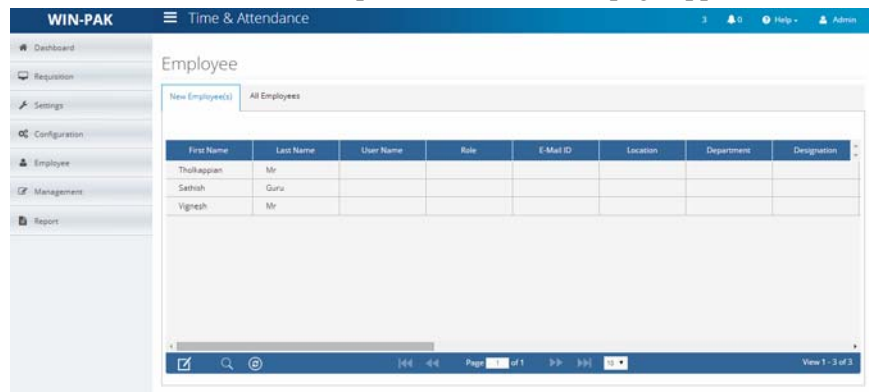 WIN-PAK
Time & Attendance
3
0
Help
Admin
Dashboard
Requisition
Settings
Configuration
Employee
Management
Report
Employee
New Employee(s) All Employees
First Name Last Name User Name Role E-Mail ID Location Department Designation
Tholkappian Mr
Sathish Guru
Vignesh Mr
Page 1 of 1 10 View 1 - 3 of 3